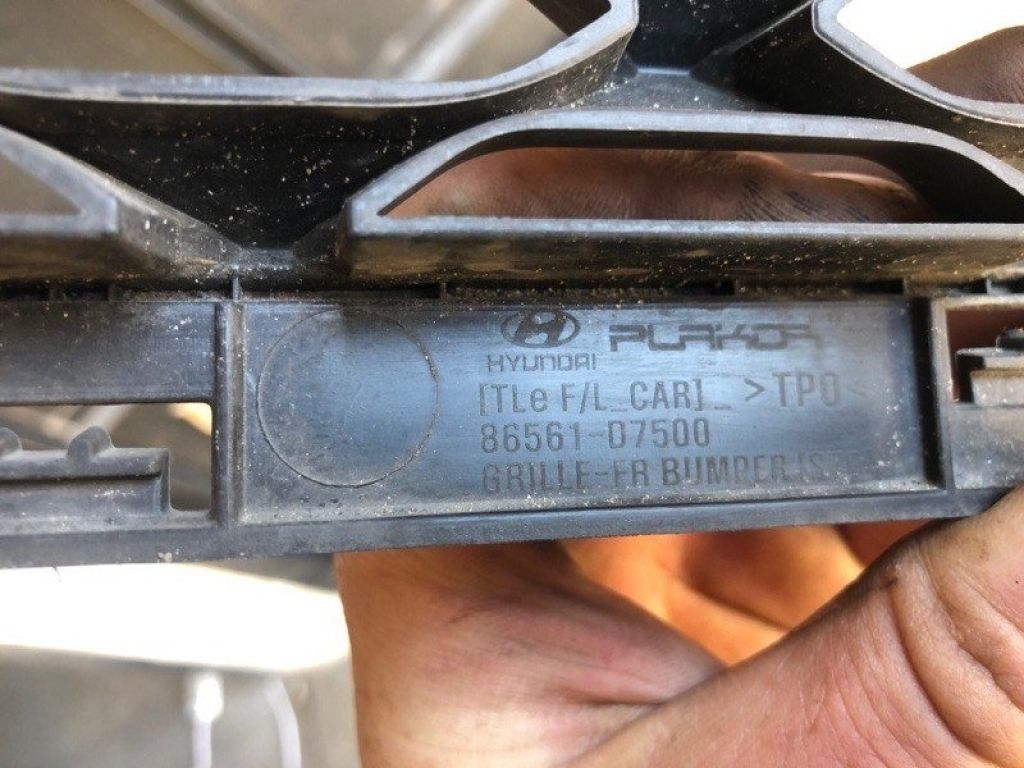 HYUNDAI PLAKOR
[TLe F/L_CAR]_ >TPO<
86561-D7500
GRILLE-FR BUMPER